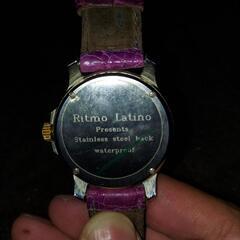 Ritmo Latino
Presents
Stainless steel back
waterproof